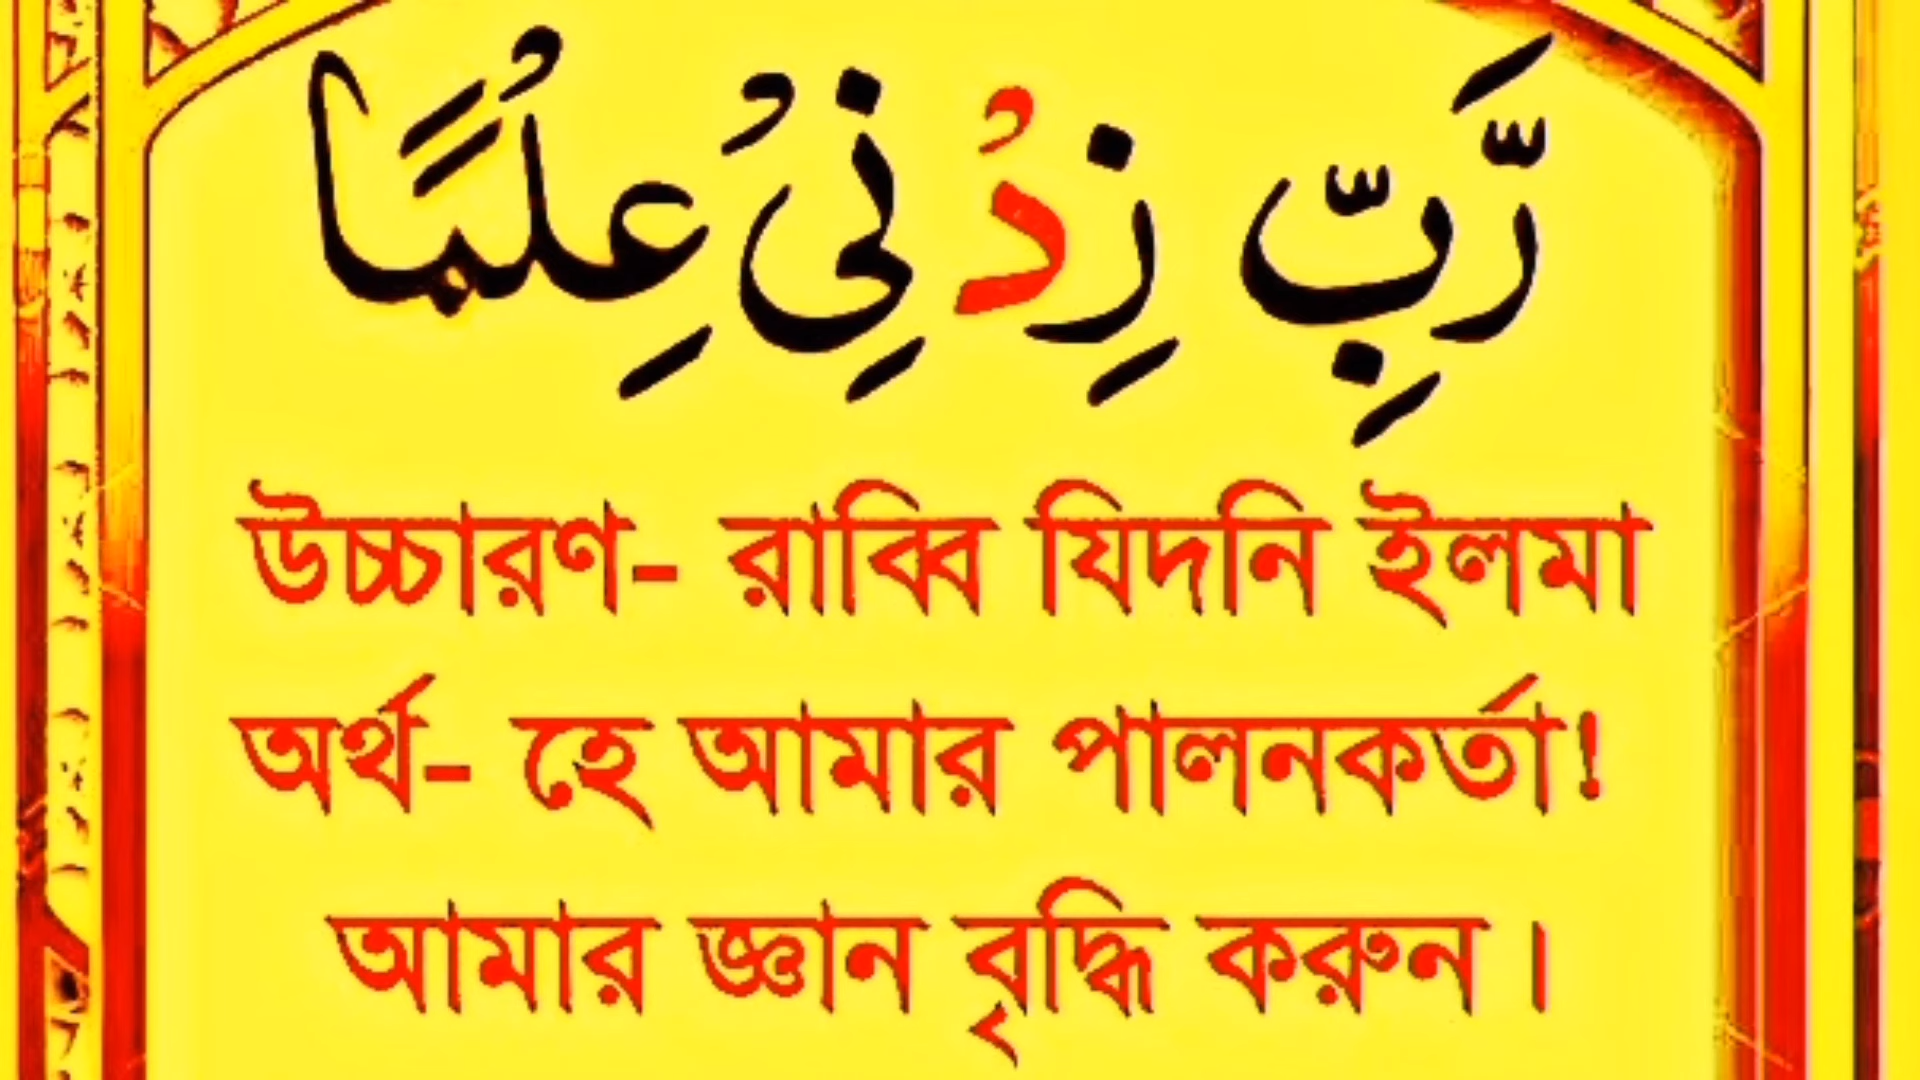 رَّبِّ زِدْنِيْ عِلْمًا
উচ্চারণ- রাব্বি যিদনি ইলমা
অর্থ- হে আমার পালনকর্তা!
আমার জ্ঞান বৃদ্ধি করুন।